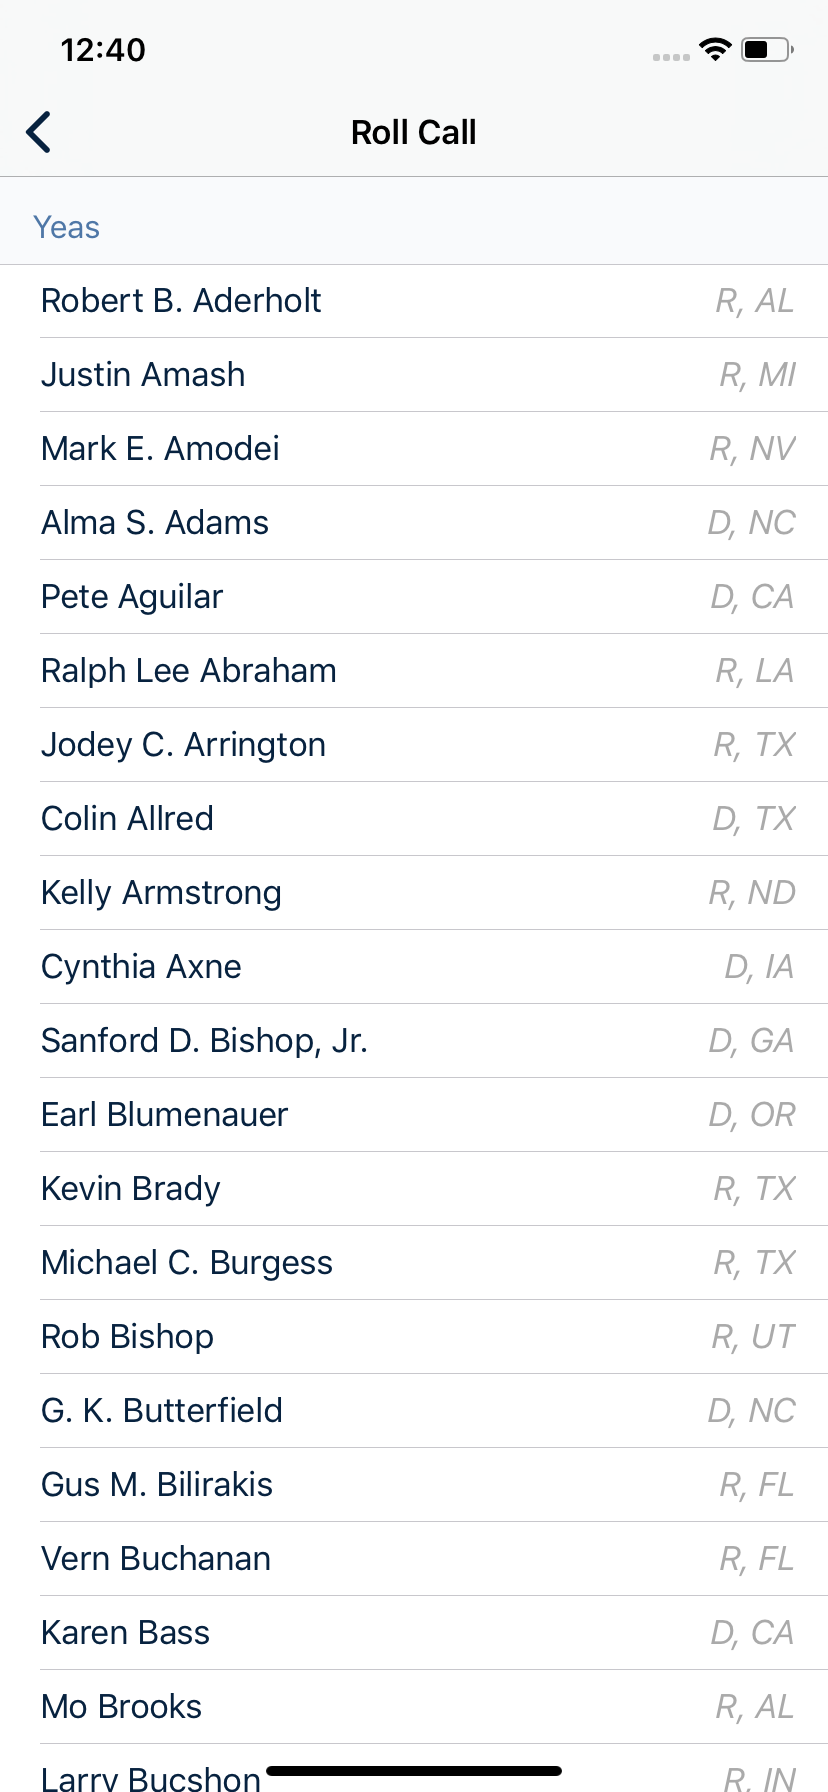 12:40
Roll Call
Yeas
Robert B. Aderholt R, AL
Justin Amash R, MI
Mark E. Amodei R, NV
Alma S. Adams D, NC
Pete Aguilar D, CA
Ralph Lee Abraham R, LA
Jodey C. Arrington R, TX
Colin Allred D, TX
Kelly Armstrong R, ND
Cynthia Axne D, IA
Sanford D. Bishop, Jr. D, GA
Earl Blumenauer D, OR
Kevin Brady R, TX
Michael C. Burgess R, TX
Rob Bishop R, UT
G. K. Butterfield D, NC
Gus M. Bilirakis R, FL
Vern Buchanan R, FL
Karen Bass D, CA
Mo Brooks R, AL
Larry Bucshon R, IN